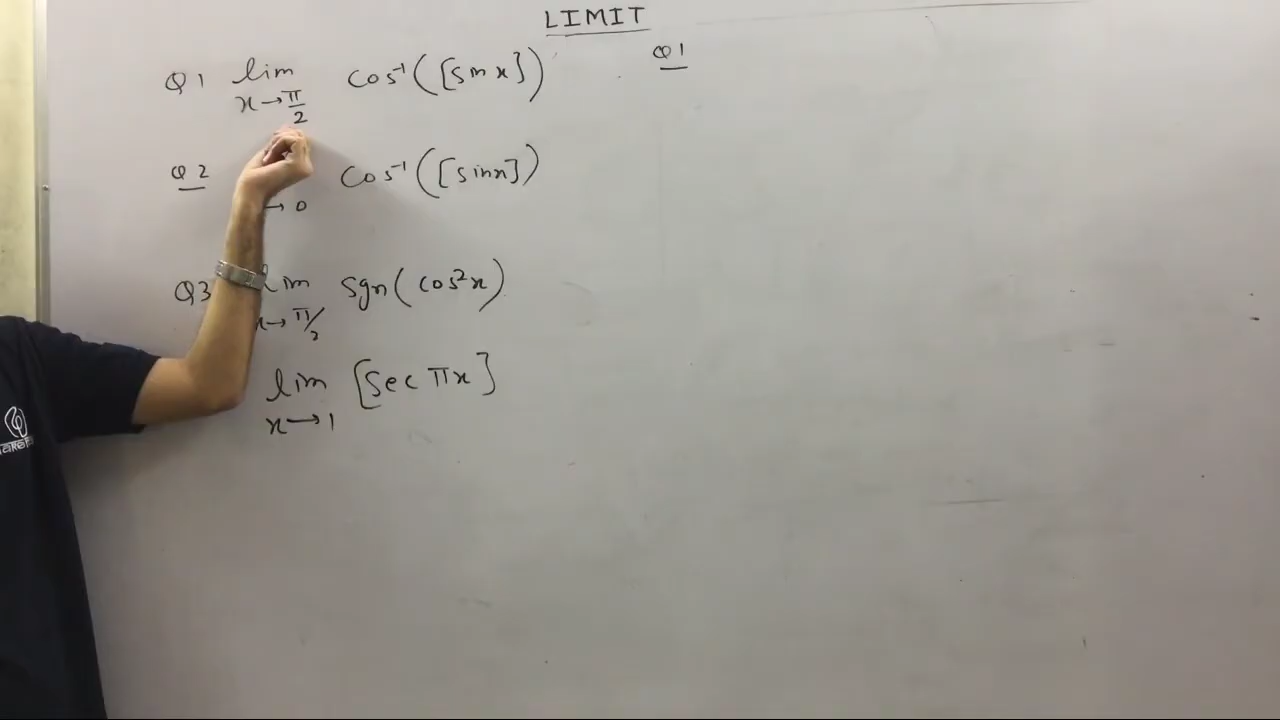 LIMIT
Q1 lim x→π/2 cos⁻¹([sin x])
Q1
Q2 →0 cos⁻¹([sin x])
Q3 lim x→π/2 sgn(cos²x)
lim x→1 [sec πx]